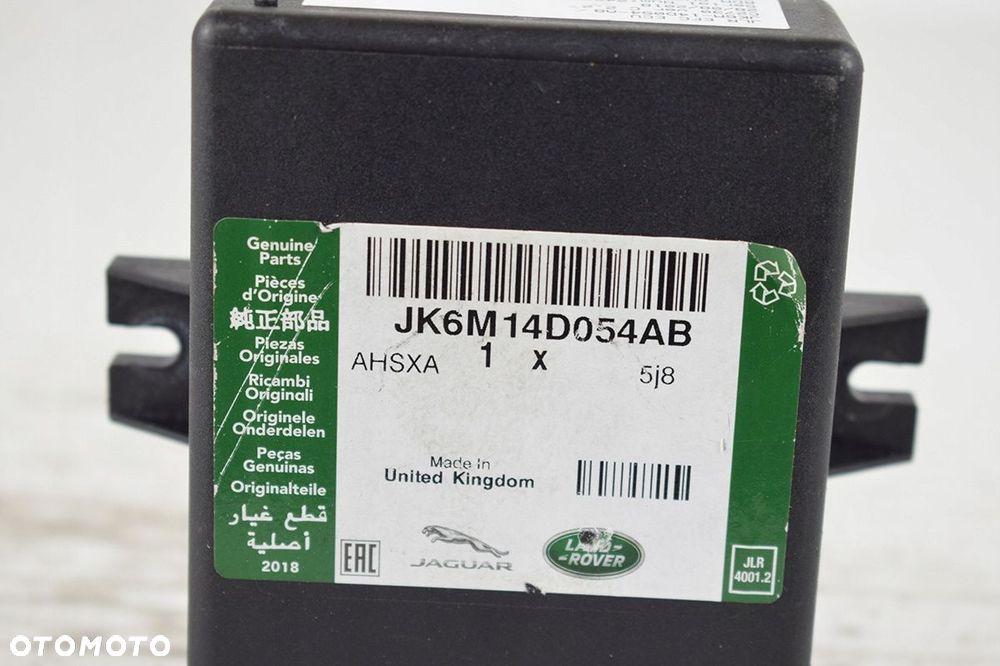 Genuine
Parts
Pièces
d'Origine
純正部品
Piezas
Originales
Ricambi
Originali
Originele
Onderdelen
Peças
Genuinas
Originalteile
قطع غيار
أصلية
2018
JK6M14D054AB
AHSXA 1 x 5j8
Made In
United Kingdom
EAC
JAGUAR
LAND
ROVER
JLR
4001.2
OTOMOTO